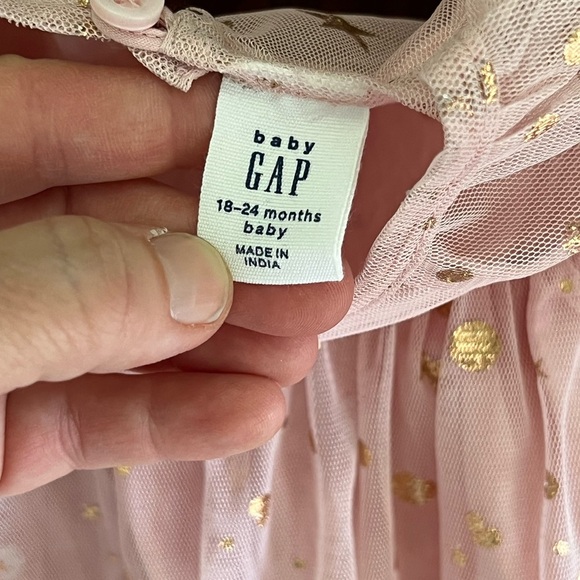 baby
GAP
18-24 months
baby
MADE IN
INDIA